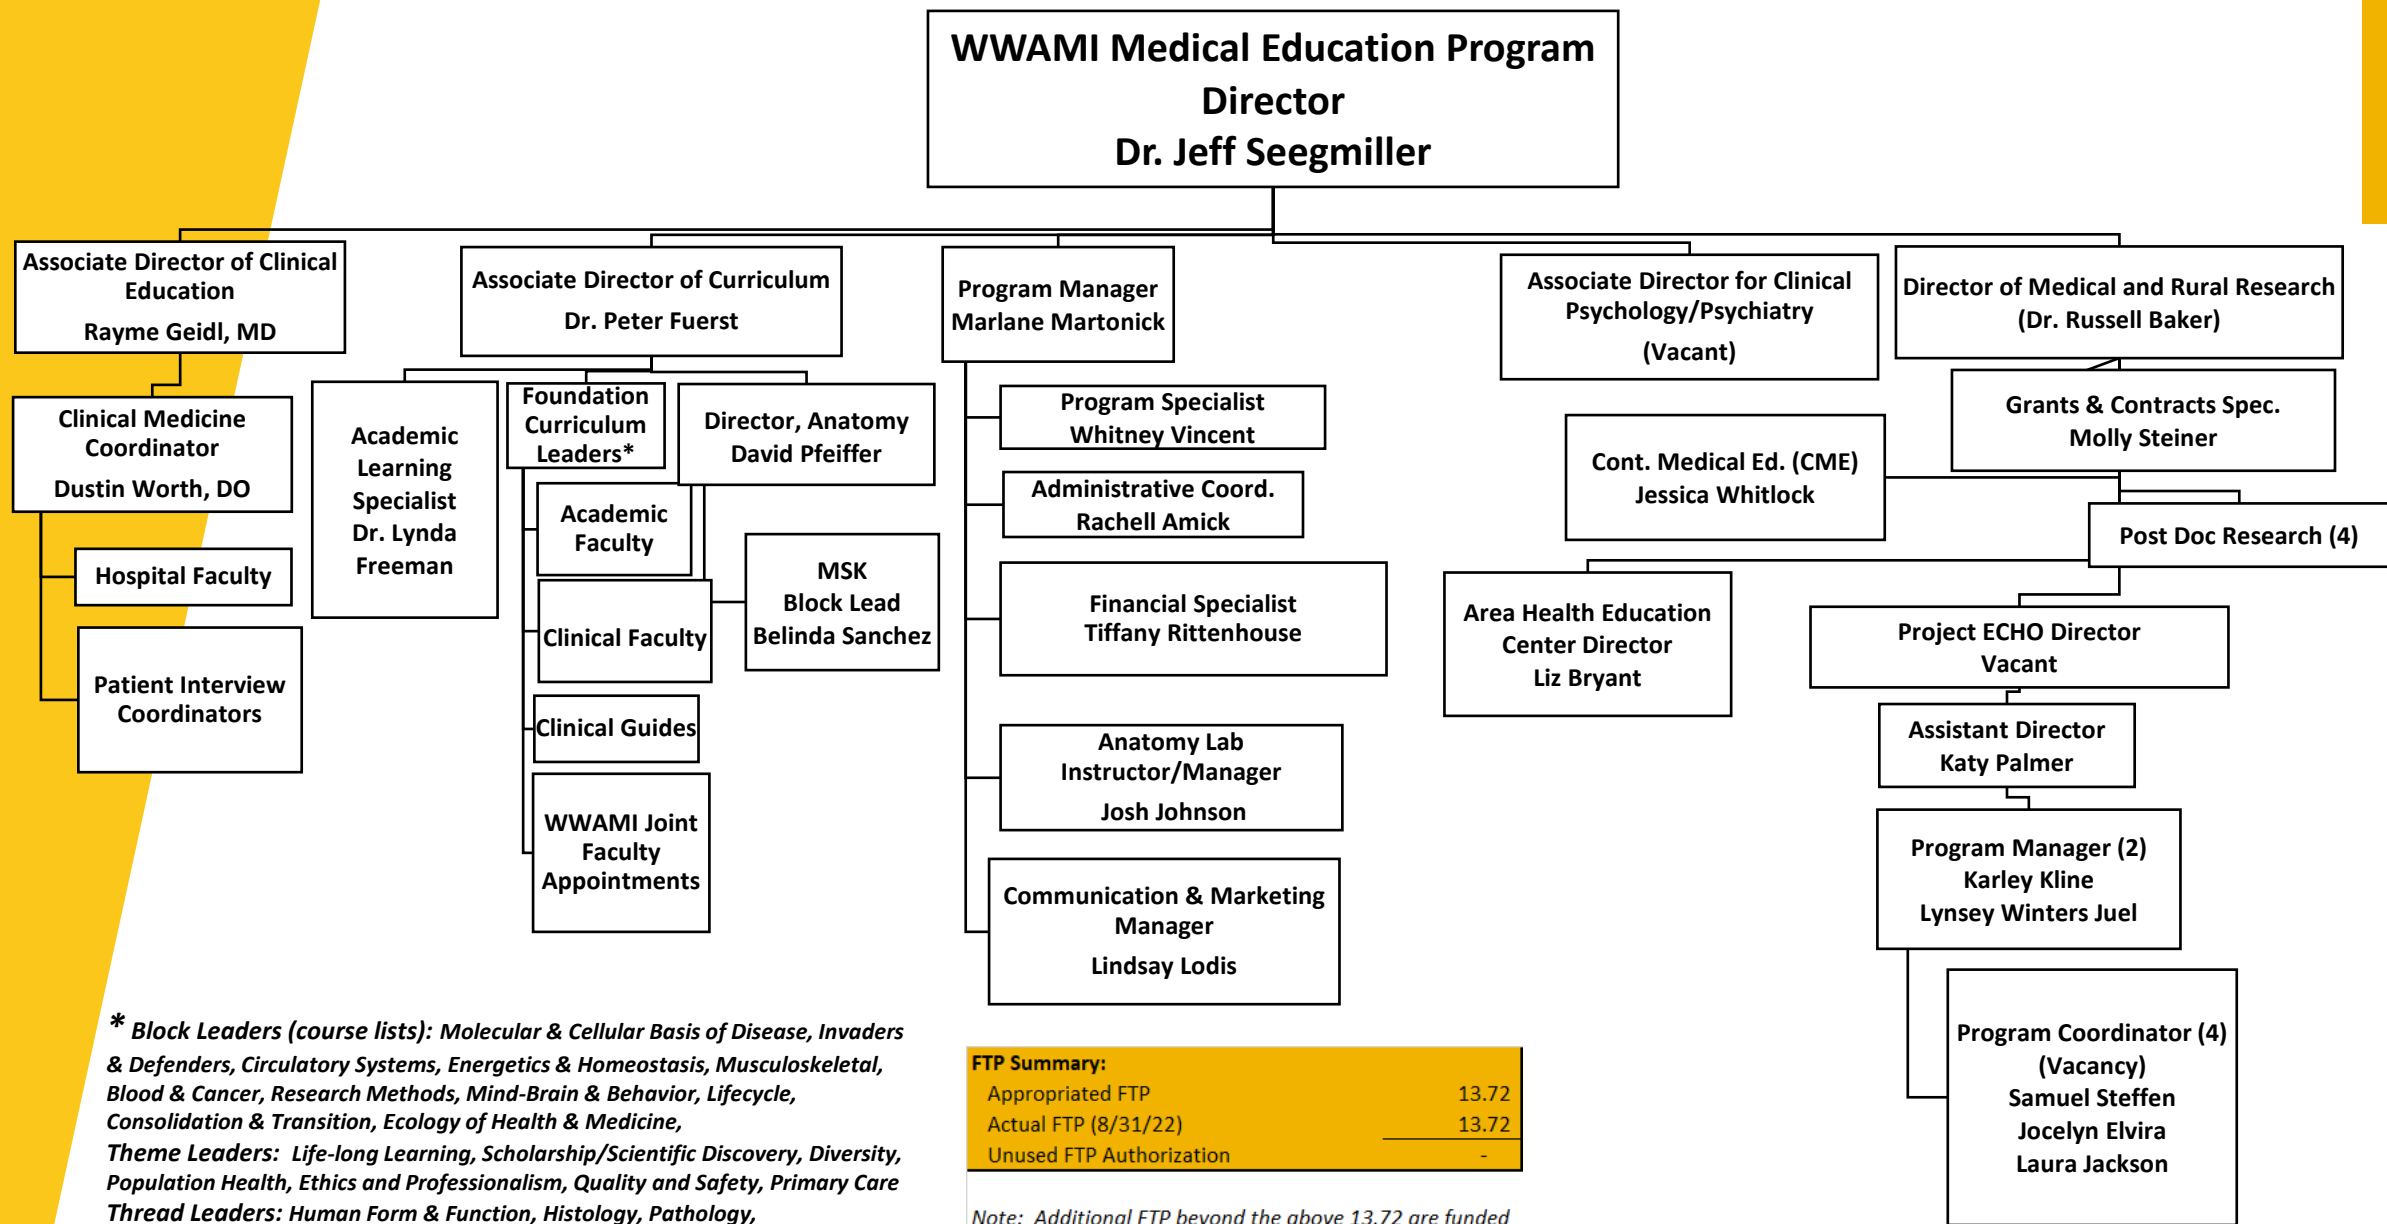 WWAMI Medical Education Program
Director
Dr. Jeff Seegmiller
Associate Director of Clinical
Education
Rayme Geidl, MD
Clinical Medicine
Coordinator
Dustin Worth, DO
Hospital Faculty
Patient Interview
Coordinators
Associate Director of Curriculum
Dr. Peter Fuerst
Academic
Learning
Specialist
Dr. Lynda
Freeman
Foundation
Curriculum
Leaders*
Academic
Faculty
Clinical Faculty
Clinical Guides
WWAMI Joint
Faculty
Appointments
Director, Anatomy
David Pfeiffer
MSK
Block Lead
Belinda Sanchez
Program Manager
Marlane Martonick
Program Specialist
Whitney Vincent
Administrative Coord.
Rachell Amick
Financial Specialist
Tiffany Rittenhouse
Anatomy Lab
Instructor/Manager
Josh Johnson
Communication & Marketing
Manager
Lindsay Lodis
Associate Director for Clinical
Psychology/Psychiatry
(Vacant)
Director of Medical and Rural Research
(Dr. Russell Baker)
Grants & Contracts Spec.
Molly Steiner
Cont. Medical Ed. (CME)
Jessica Whitlock
Post Doc Research (4)
Area Health Education
Center Director
Liz Bryant
Project ECHO Director
Vacant
Assistant Director
Katy Palmer
Program Manager (2)
Karley Kline
Lynsey Winters Juel
Program Coordinator (4)
(Vacancy)
Samuel Steffen
Jocelyn Elvira
Laura Jackson
* Block Leaders (course lists): Molecular & Cellular Basis of Disease, Invaders
& Defenders, Circulatory Systems, Energetics & Homeostasis, Musculoskeletal,
Blood & Cancer, Research Methods, Mind-Brain & Behavior, Lifecycle,
Consolidation & Transition, Ecology of Health & Medicine,
Theme Leaders: Life-long Learning, Scholarship/Scientific Discovery, Diversity,
Population Health, Ethics and Professionalism, Quality and Safety, Primary Care
Thread Leaders: Human Form & Function, Histology, Pathology,
FTP Summary:
Appropriated FTP 13.72
Actual FTP (8/31/22) 13.72
Unused FTP Authorization -
Note: Additional FTP beyond the above 13.72 are funded